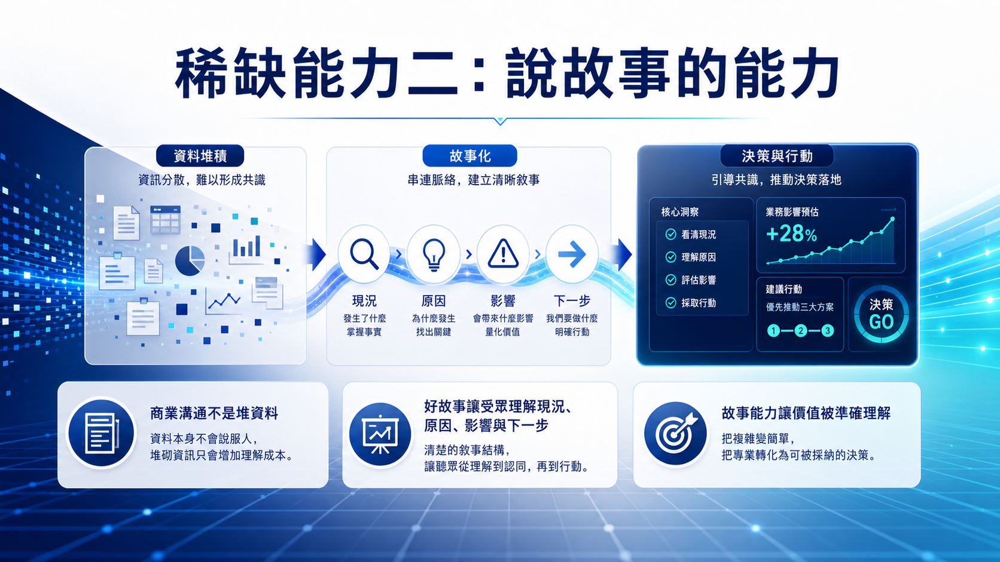 稀缺能力二：說故事的能力
資料堆積
資訊分散，難以形成共識
故事化
串連脈絡，建立清晰敘事
現況
發生了什麼
掌握事實
原因
為什麼發生
找出關鍵
影響
會帶來什麼影響
量化價值
下一步
我們要做什麼
明確行動
決策與行動
引導共識，推動決策落地
核心洞察
看清現況
理解原因
評估影響
採取行動
業務影響預估
+28%
建議行動
優先推動三大方案
1 2 3
決策
GO
商業溝通不是堆資料
資料本身不會說服人，
堆砌資訊只會增加理解成本。
好故事讓受眾理解現況、
原因、影響與下一步
清楚的敘事結構，
讓聽眾從理解到認同，再到行動。
故事能力讓價值被準確理解
把複雜變簡單，
把專業轉化為可被採納的決策。